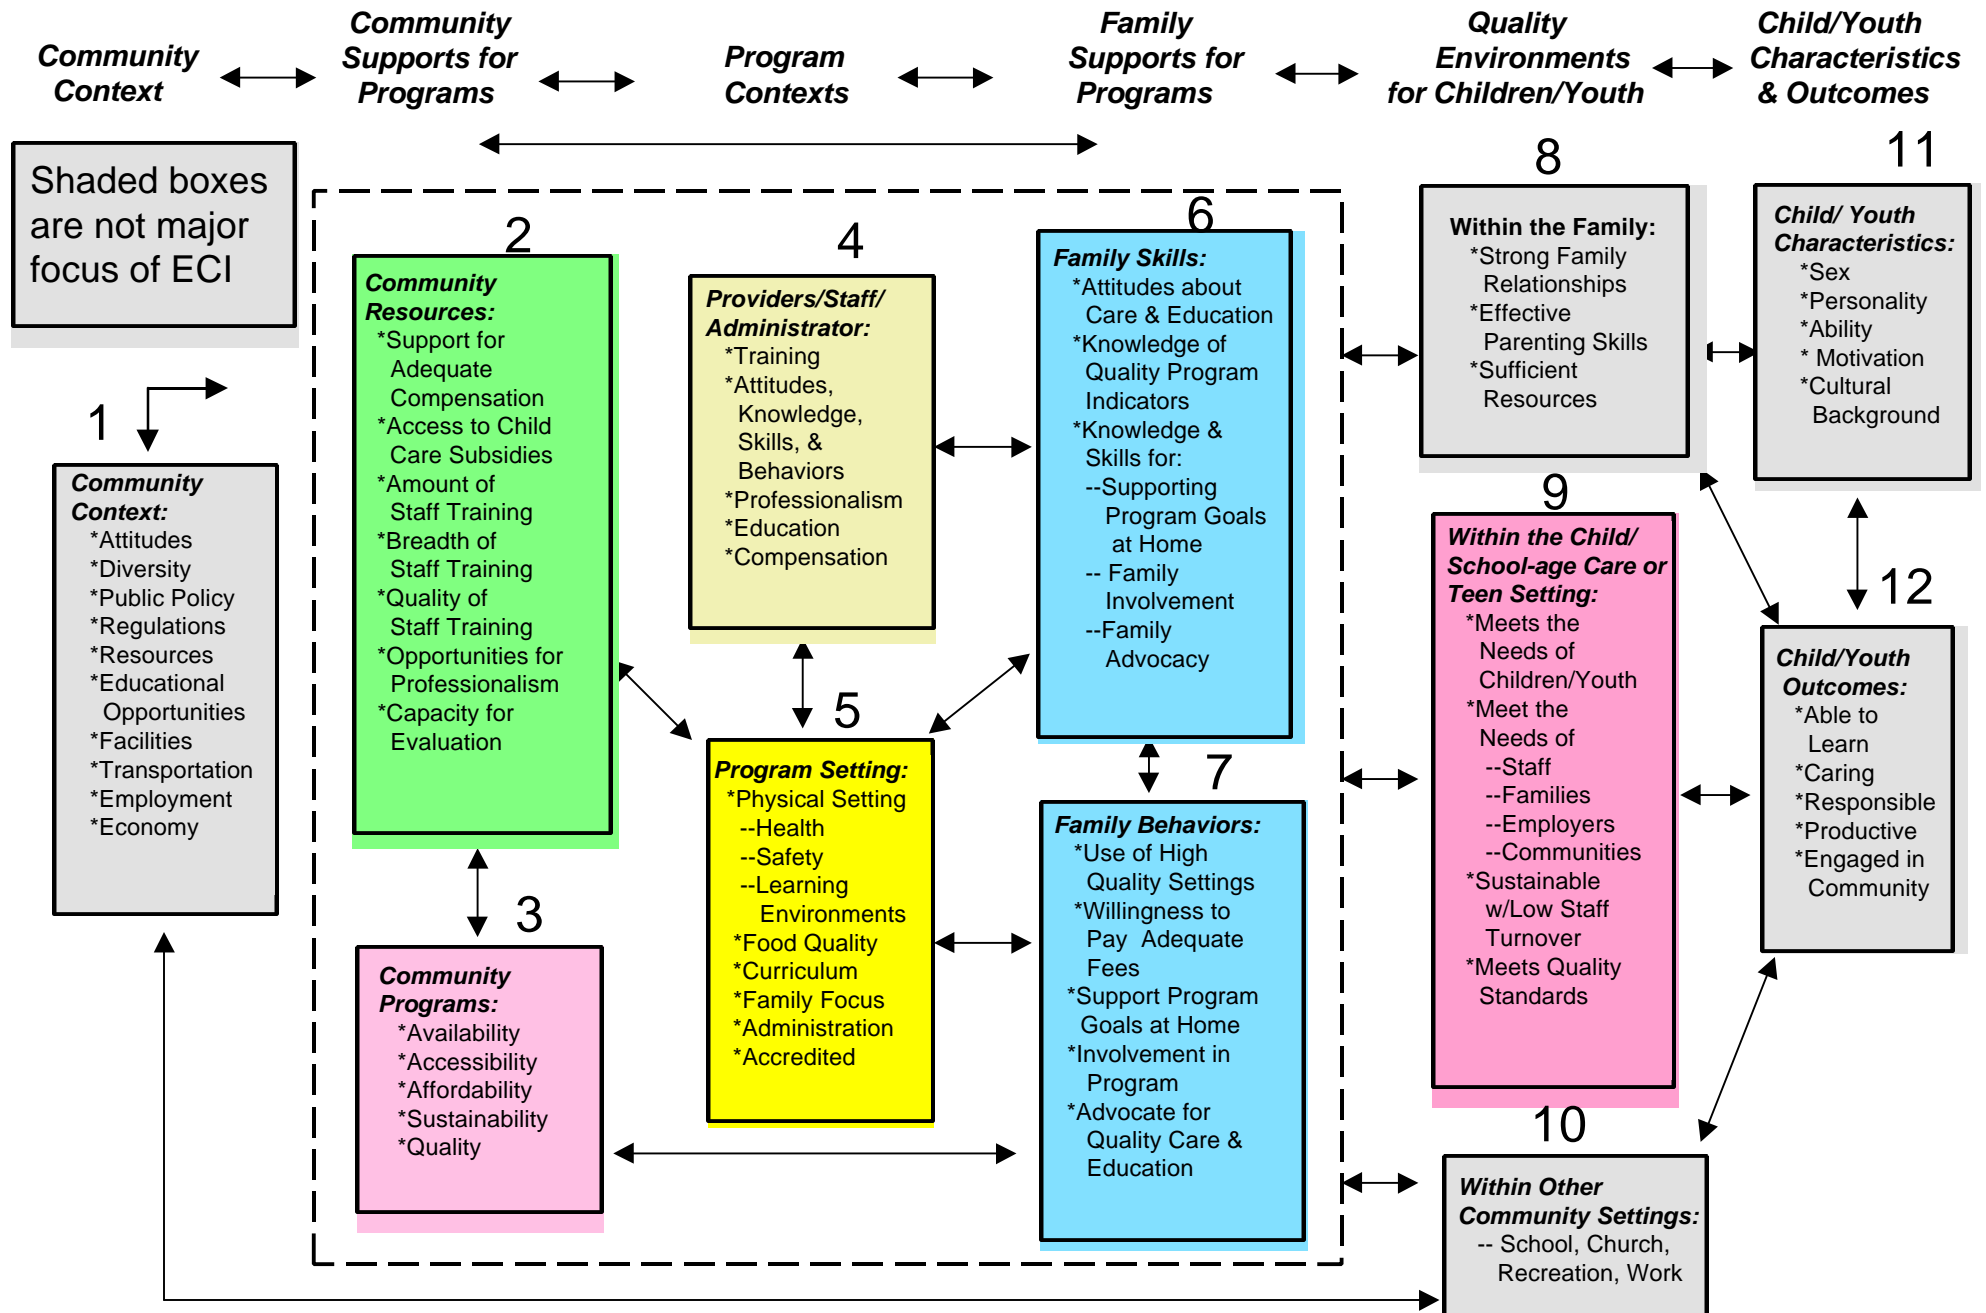 Community
Context
Community
Supports for
Programs
Program
Contexts
Family
Supports for
Programs
Quality
Environments
for Children/Youth
Child/Youth
Characteristics
& Outcomes
Shaded boxes
are not major
focus of ECI
1
Community
Context:
*Attitudes
*Diversity
*Public Policy
*Regulations
*Resources
*Educational
Opportunities
*Facilities
*Transportation
*Employment
*Economy
2
Community
Resources:
*Support for
Adequate
Compensation
*Access to Child
Care Subsidies
*Amount of
Staff Training
*Breadth of
Staff Training
*Quality of
Staff Training
*Opportunities for
Professionalism
*Capacity for
Evaluation
3
Community
Programs:
*Availability
*Accessibility
*Affordability
*Sustainability
*Quality
4
Providers/Staff/
Administrator:
*Training
*Attitudes,
Knowledge,
Skills, &
Behaviors
*Professionalism
*Education
*Compensation
5
Program Setting:
*Physical Setting
--Health
--Safety
--Learning
Environments
*Food Quality
*Curriculum
*Family Focus
*Administration
*Accredited
6
Family Skills:
*Attitudes about
Care & Education
*Knowledge of
Quality Program
Indicators
*Knowledge &
Skills for:
--Supporting
Program Goals
at Home
-- Family
Involvement
--Family
Advocacy
7
Family Behaviors:
*Use of High
Quality Settings
*Willingness to
Pay Adequate
Fees
*Support Program
Goals at Home
*Involvement in
Program
*Advocate for
Quality Care &
Education
8
Within the Family:
*Strong Family
Relationships
*Effective
Parenting Skills
*Sufficient
Resources
9
Within the Child/
School-age Care or
Teen Setting:
*Meets the
Needs of
Children/Youth
*Meet the
Needs of
--Staff
--Families
--Employers
--Communities
*Sustainable
w/Low Staff
Turnover
*Meets Quality
Standards
10
Within Other
Community Settings:
-- School, Church,
Recreation, Work
11
Child/ Youth
Characteristics:
*Sex
*Personality
*Ability
* Motivation
*Cultural
Background
12
Child/Youth
Outcomes:
*Able to
Learn
*Caring
*Responsible
*Productive
*Engaged in
Community